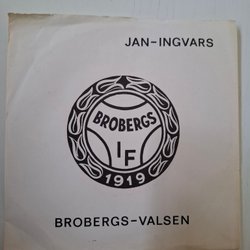 JAN-INGVARS
BROBERGS
IF
1919
BROBERGS-VALSEN